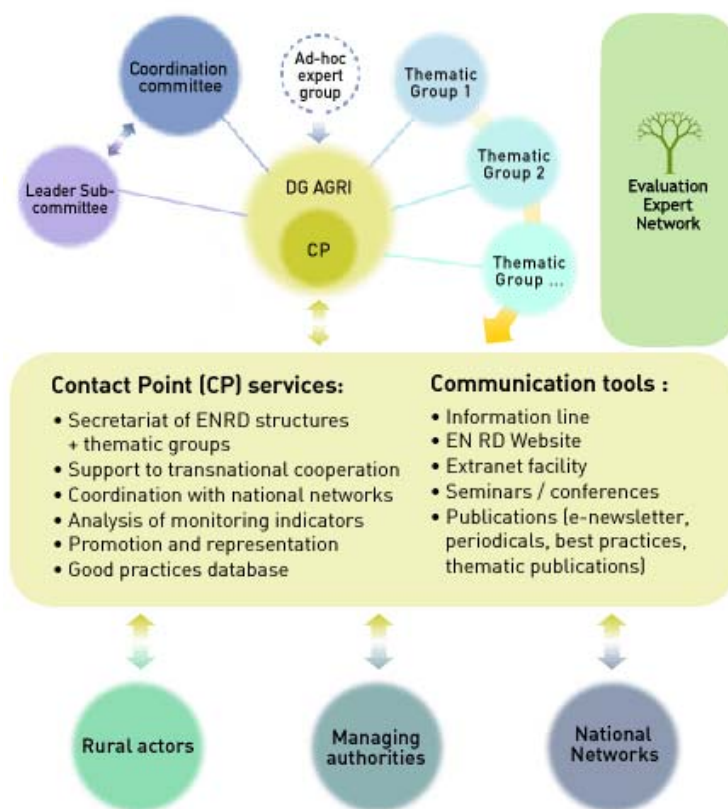 Coordination
committee
Ad-hoc
expert
group
Thematic
Group 1
Leader Sub-
committee
DG AGRI
CP
Thematic
Group 2
Thematic
Group ...
Evaluation
Expert
Network
Contact Point (CP) services:
• Secretariat of ENRD structures
+ thematic groups
• Support to transnational cooperation
• Coordination with national networks
• Analysis of monitoring indicators
• Promotion and representation
• Good practices database
Communication tools :
• Information line
• EN RD Website
• Extranet facility
• Seminars / conferences
• Publications (e-newsletter,
periodicals, best practices,
thematic publications)
Rural actors
Managing
authorities
National
Networks